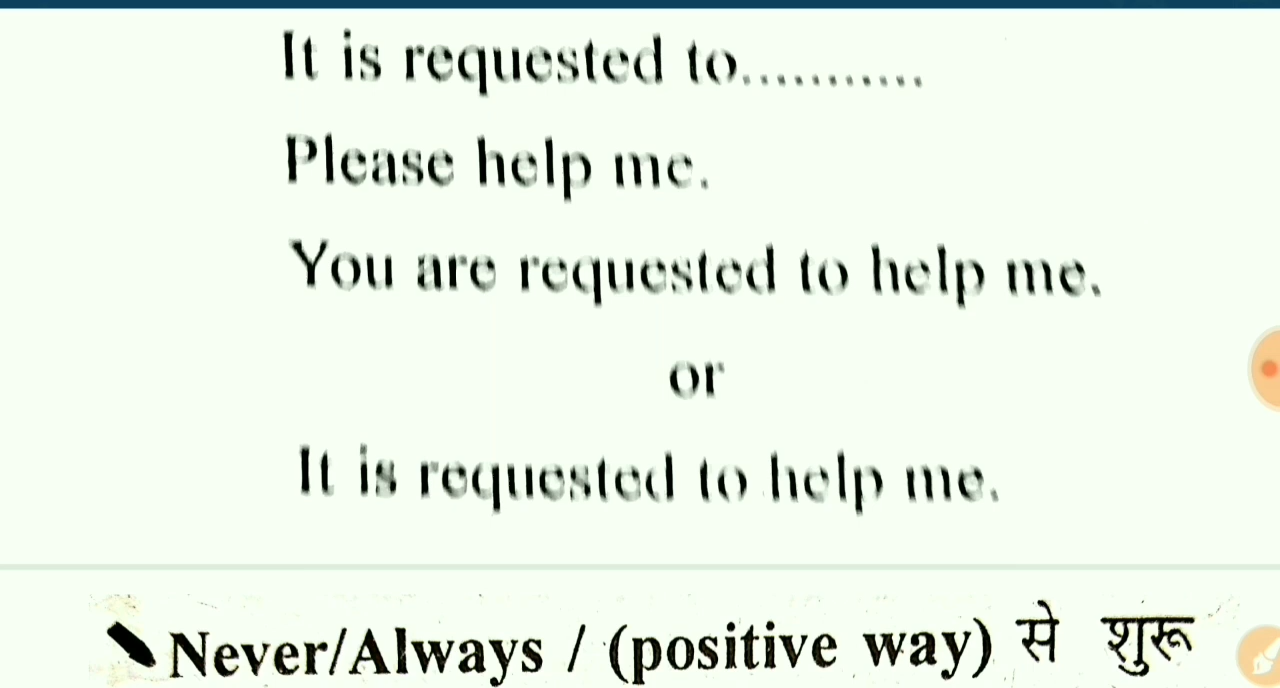 It is requested to...........
Please help me.
You are requested to help me.
or
It is requested to help me.
Never/Always / (positive way) से शुरू